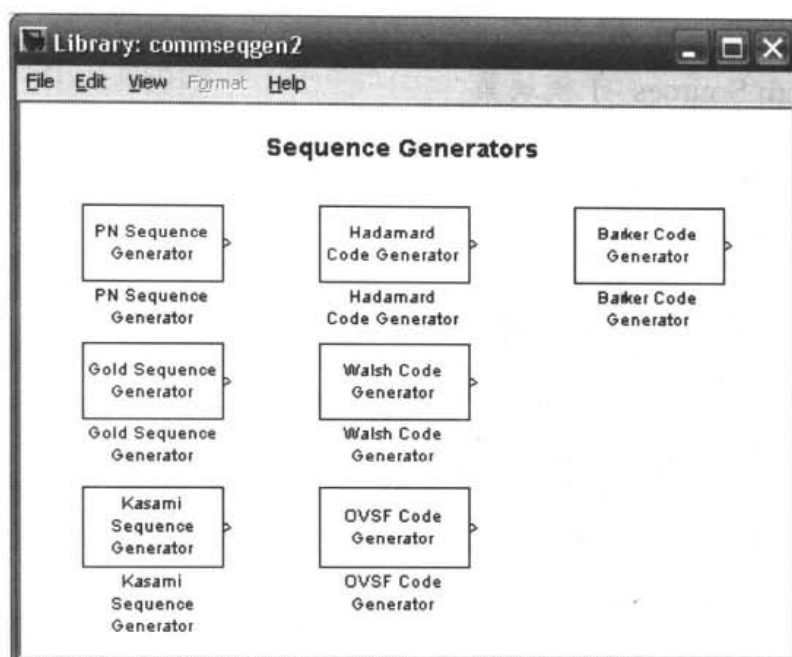 Library: commseqgen2
File Edit View Format Help
Sequence Generators
PN Sequence
Generator
PN Sequence
Generator
Hadamard
Code Generator
Hadamard
Code Generator
Barker Code
Generator
Barker Code
Generator
Gold Sequence
Generator
Gold Sequence
Generator
Walsh Code
Generator
Walsh Code
Generator
Kasami
Sequence
Generator
Kasami
Sequence
Generator
OVSF Code
Generator
OVSF Code
Generator